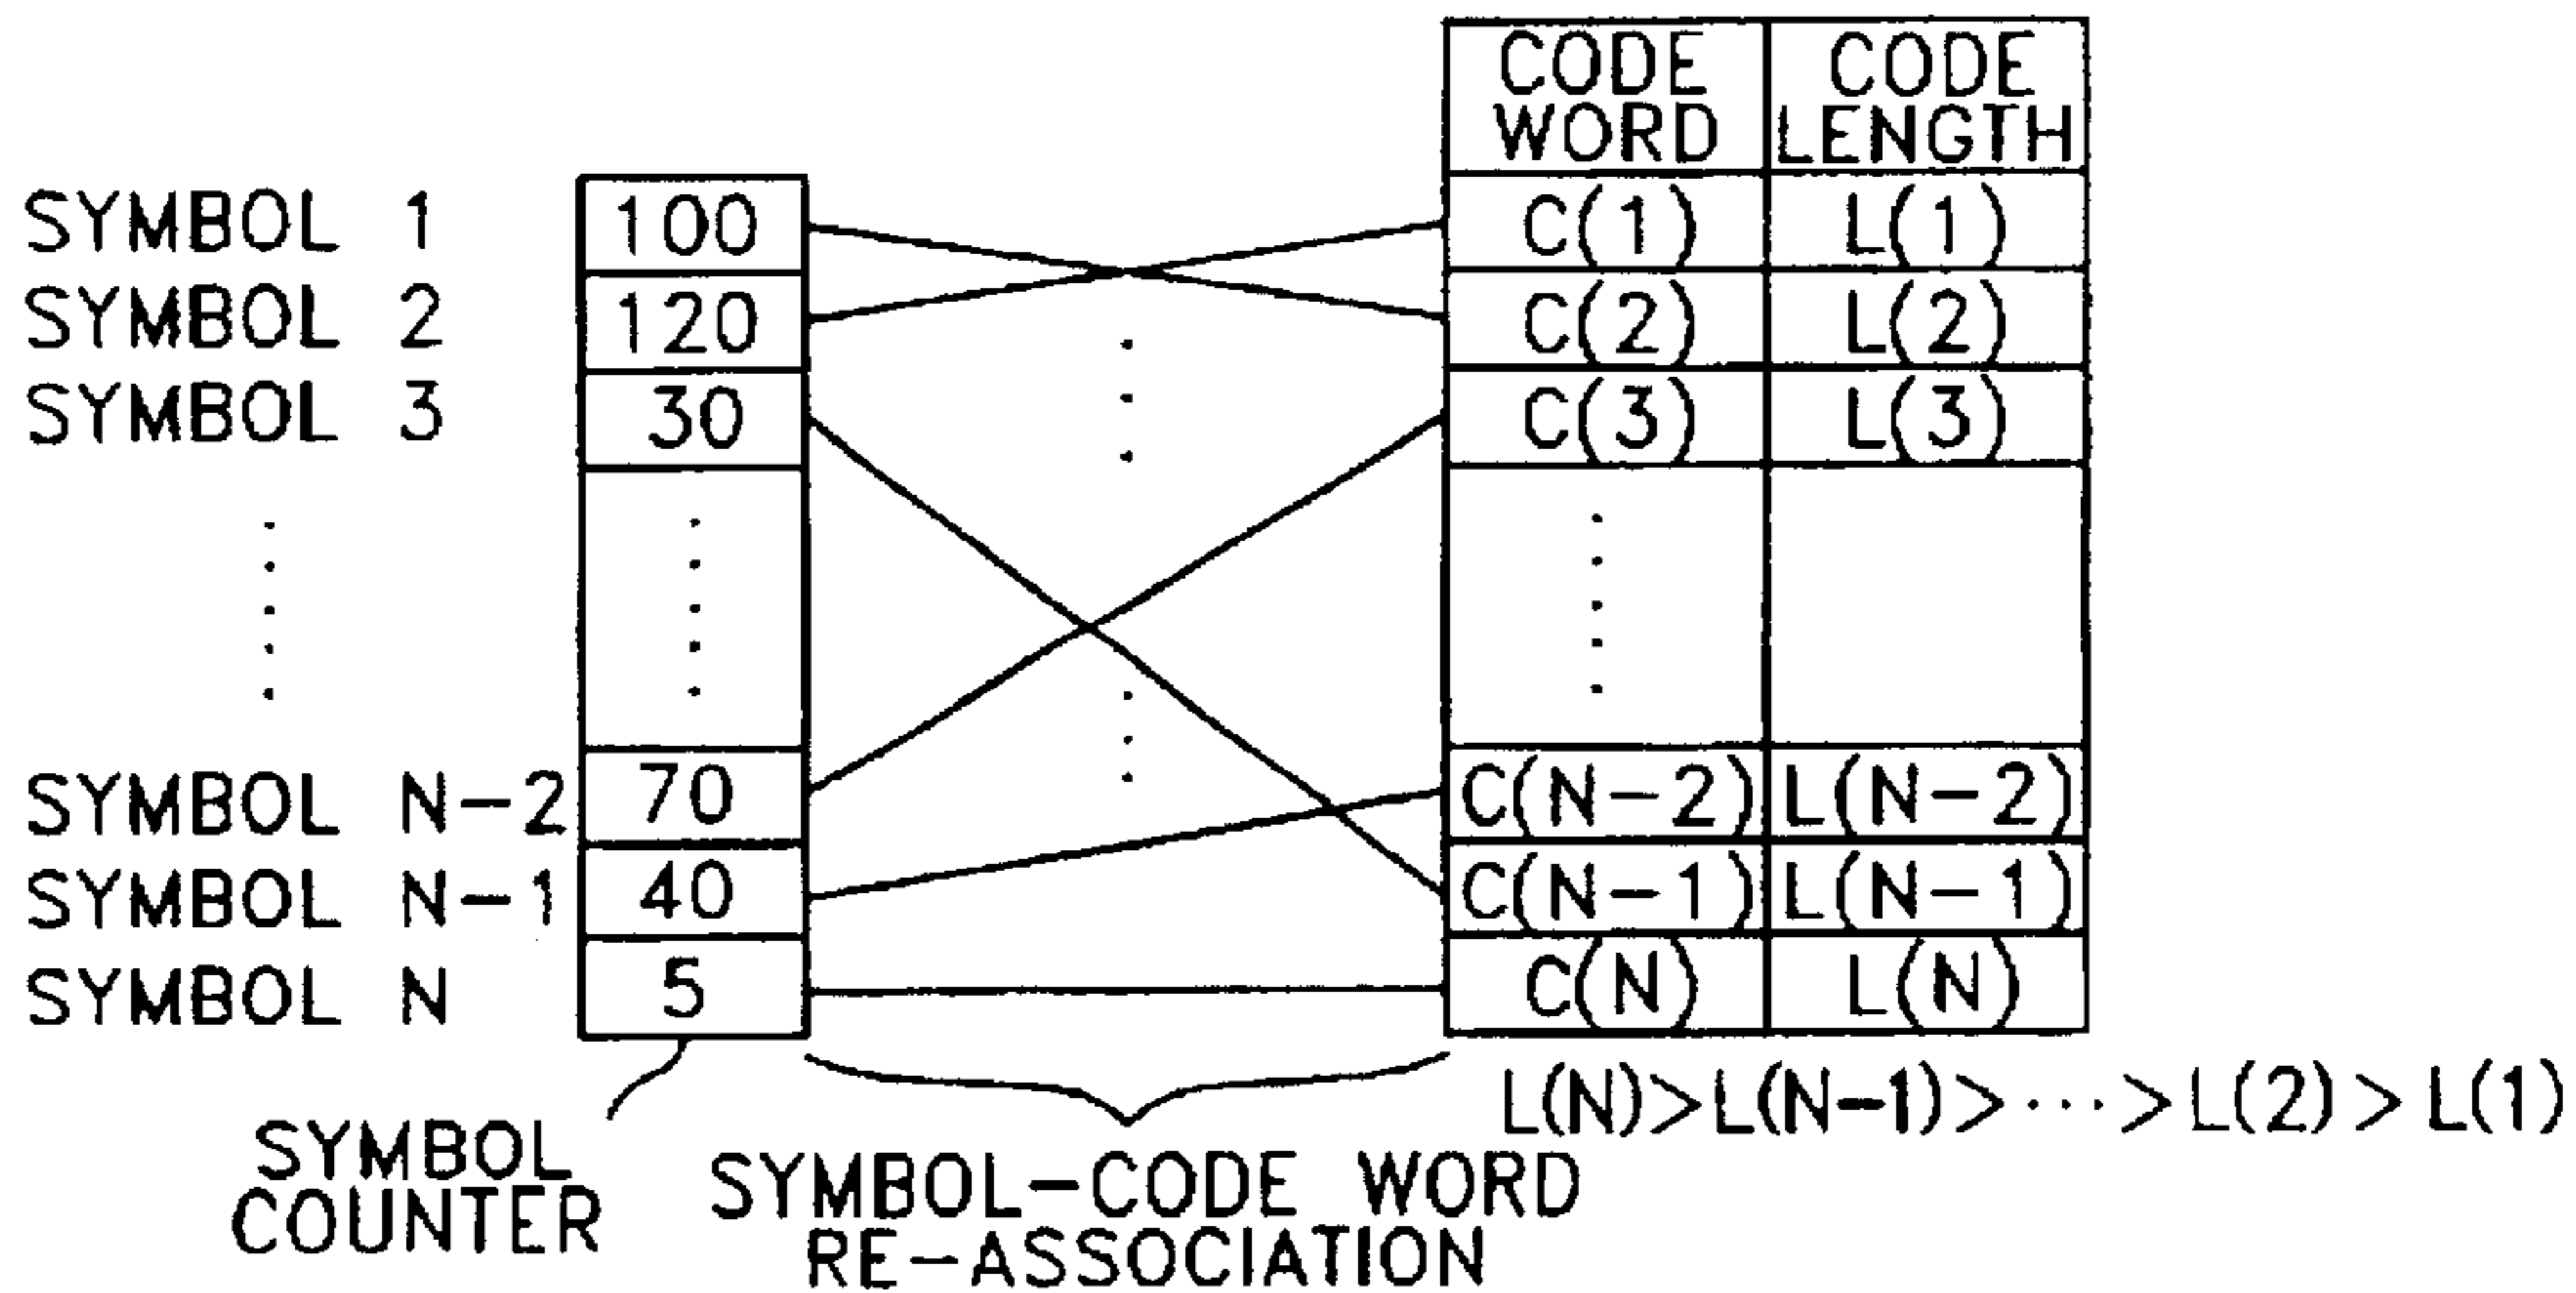 CODE WORD CODE LENGTH
SYMBOL 1 100 C(1) L(1)
SYMBOL 2 120 C(2) L(2)
SYMBOL 3 30 C(3) L(3)
SYMBOL N-2 70 C(N-2) L(N-2)
SYMBOL N-1 40 C(N-1) L(N-1)
SYMBOL N 5 C(N) L(N)
L(N)>L(N-1)>···>L(2)>L(1)
SYMBOL
COUNTER
SYMBOL-CODE WORD
RE-ASSOCIATION